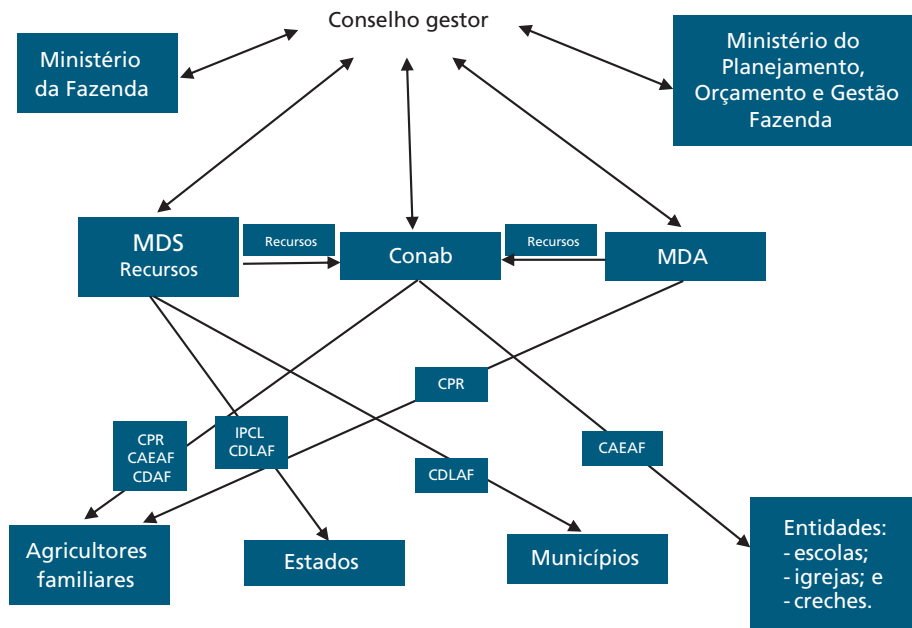 Conselho gestor
Ministério
da Fazenda
Ministério do
Planejamento,
Orçamento e Gestão
Fazenda
MDS
Recursos
Recursos
Conab
Recursos
MDA
CPR
CPR
CAEAF
CDAF
IPCL
CDLAF
CDLAF
CAEAF
Agricultores
familiares
Estados
Municípios
Entidades:
- escolas;
- igrejas; e
- creches.